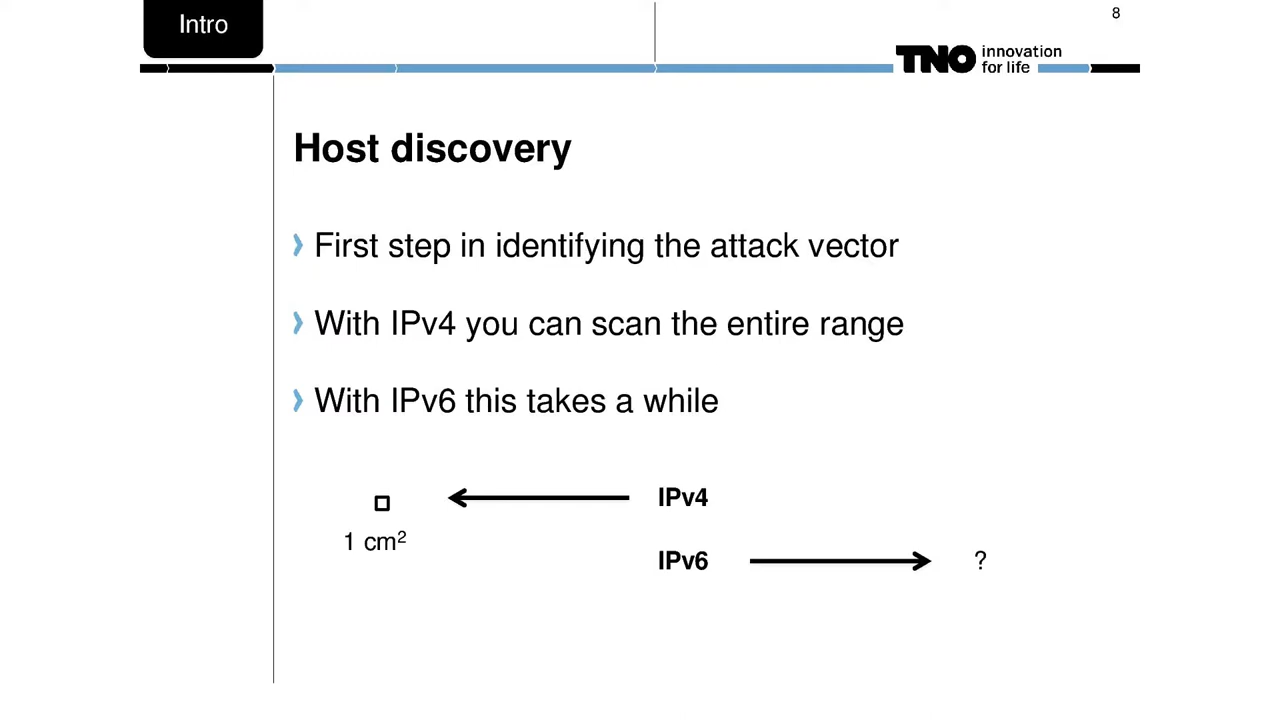 Intro
8
TNO innovation
for life
Host discovery
First step in identifying the attack vector
With IPv4 you can scan the entire range
With IPv6 this takes a while
IPv4
1 cm²
IPv6
?